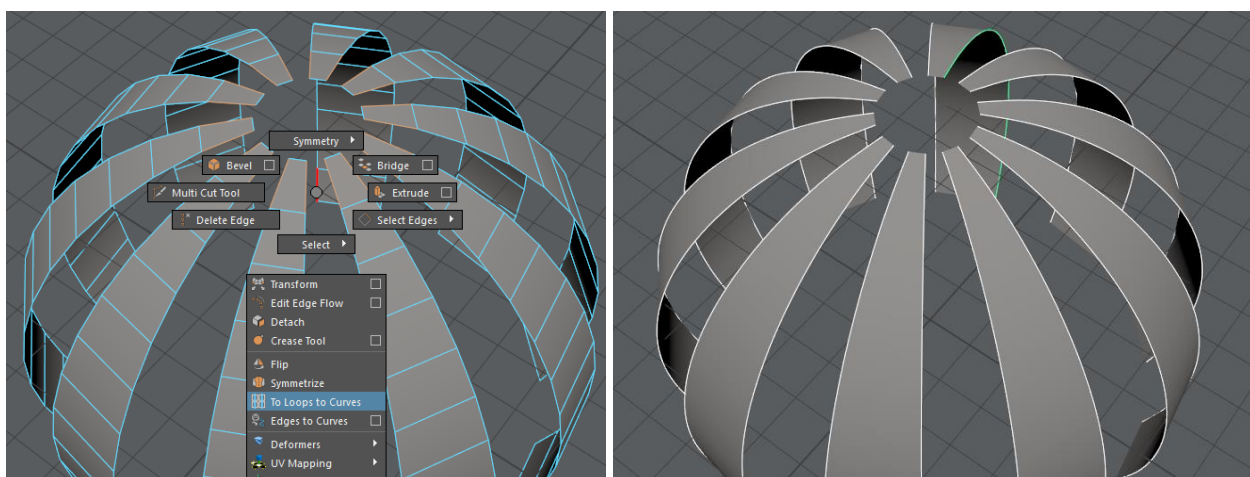 Symmetry
Bevel
Bridge
Multi Cut Tool
Extrude
Delete Edge
Select Edges
Select
Transform
Edit Edge Flow
Detach
Crease Tool
Flip
Symmetrize
To Loops to Curves
Edges to Curves
Deformers
UV Mapping